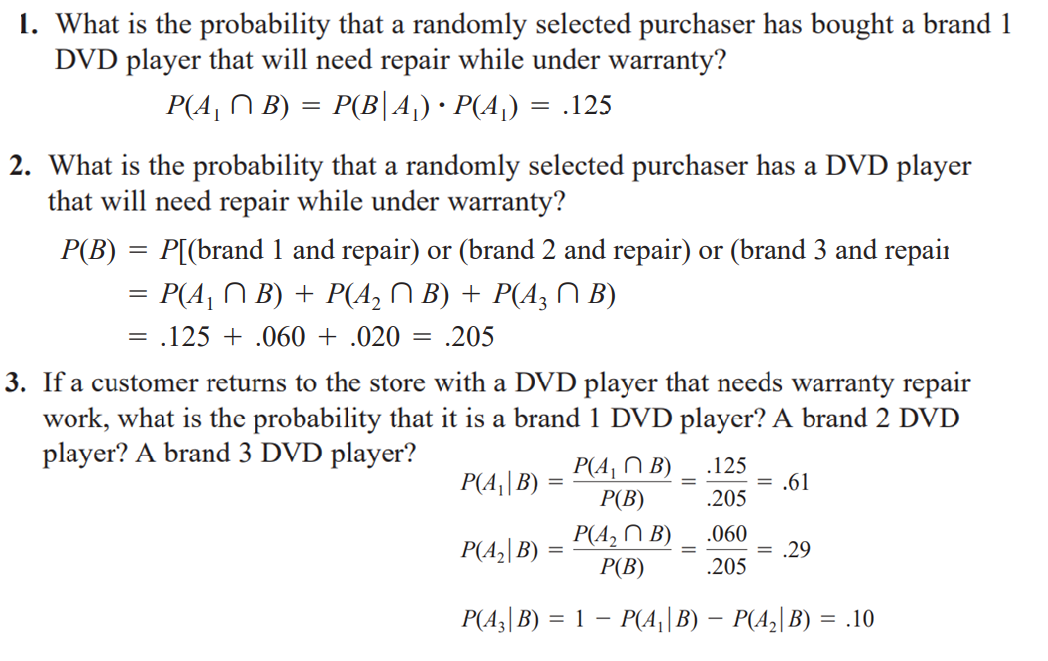 1. What is the probability that a randomly selected purchaser has bought a brand 1
DVD player that will need repair while under warranty?
P(A₁ ∩ B) = P(B|A₁) · P(A₁) = .125
2. What is the probability that a randomly selected purchaser has a DVD player
that will need repair while under warranty?
P(B) = P[(brand 1 and repair) or (brand 2 and repair) or (brand 3 and repair
= P(A₁ ∩ B) + P(A₂ ∩ B) + P(A₃ ∩ B)
= .125 + .060 + .020 = .205
3. If a customer returns to the store with a DVD player that needs warranty repair
work, what is the probability that it is a brand 1 DVD player? A brand 2 DVD
player? A brand 3 DVD player?
P(A₁|B) = P(A₁ ∩ B) / P(B) = .125 / .205 = .61
P(A₂|B) = P(A₂ ∩ B) / P(B) = .060 / .205 = .29
P(A₃|B) = 1 − P(A₁|B) − P(A₂|B) = .10